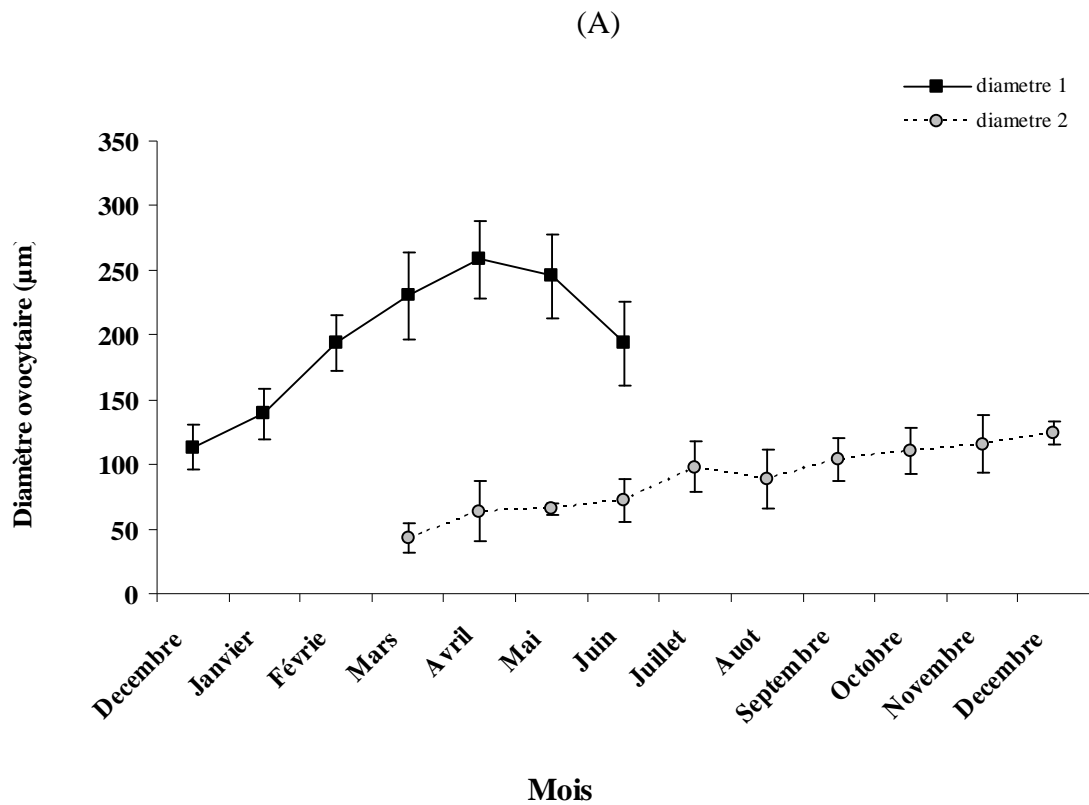 (A)
diametre 1
diametre 2
Diamètre ovocytaire (µm)
350
300
250
200
150
100
50
0
Decembre
Janvier
Févrie
Mars
Avril
Mai
Juin
Juillet
Auot
Septembre
Octobre
Novembre
Decembre
Mois